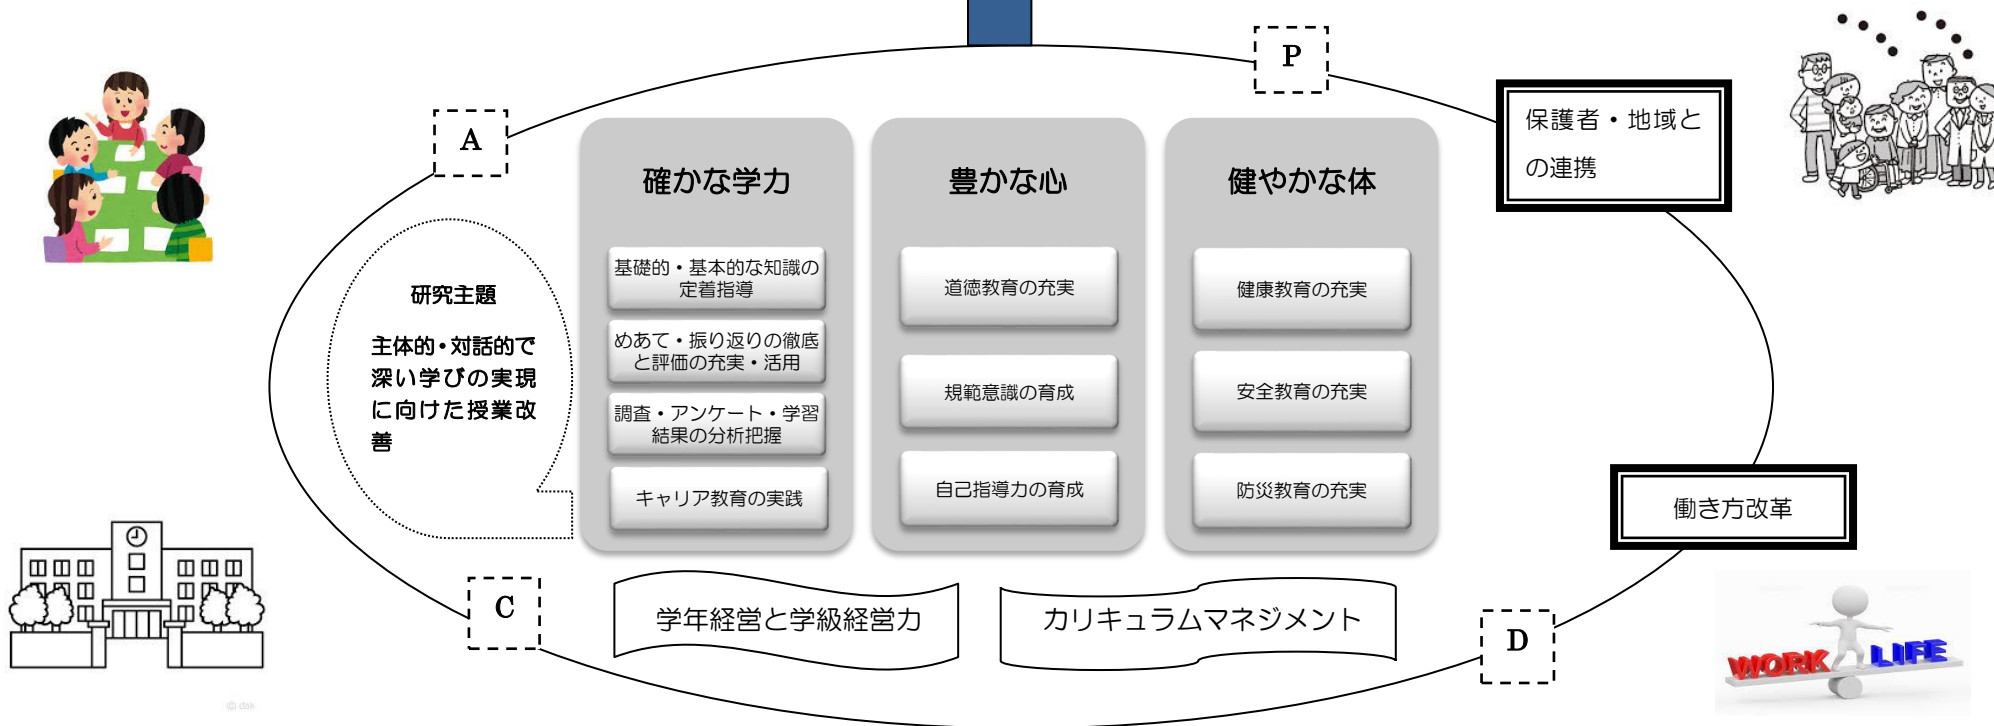 P
A
保護者・地域と
の連携
確かな学力
豊かな心
健やかな体
研究主題
主体的・対話的で
深い学びの実現
に向けた授業改
善
基礎的・基本的な知識の
定着指導
めあて・振り返りの徹底
と評価の充実・活用
調査・アンケート・学習
結果の分析把握
キャリア教育の実践
道徳教育の充実
規範意識の育成
自己指導力の育成
健康教育の充実
安全教育の充実
防災教育の充実
働き方改革
C
学年経営と学級経営力
カリキュラムマネジメント
D
WORK
LIFE